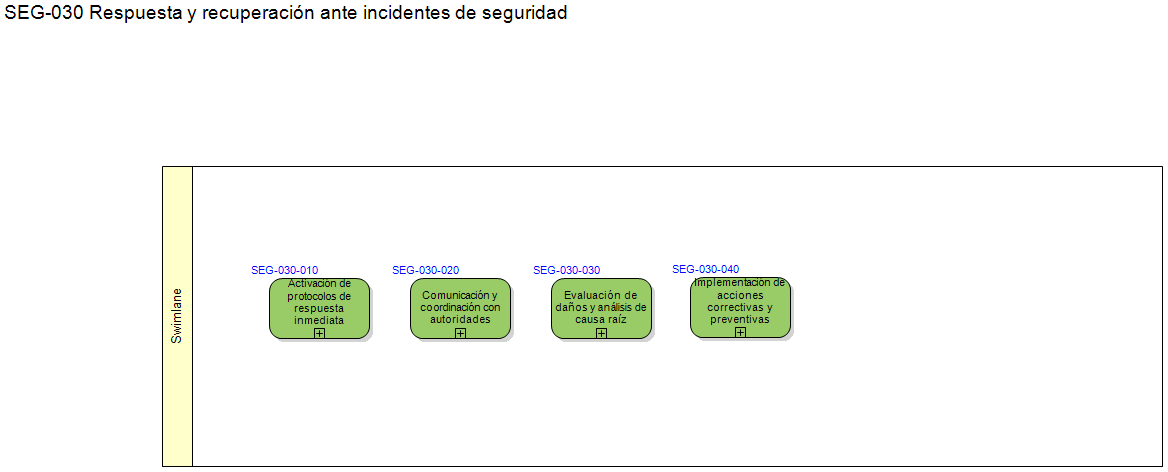 SEG-030 Respuesta y recuperación ante incidentes de seguridad
Swimlane
SEG-030-010
Activación de
protocolos de
respuesta
inmediata
SEG-030-020
Comunicación y
coordinación con
autoridades
SEG-030-030
Evaluación de
daños y análisis de
causa raíz
SEG-030-040
Implementación de
acciones
correctivas y
preventivas